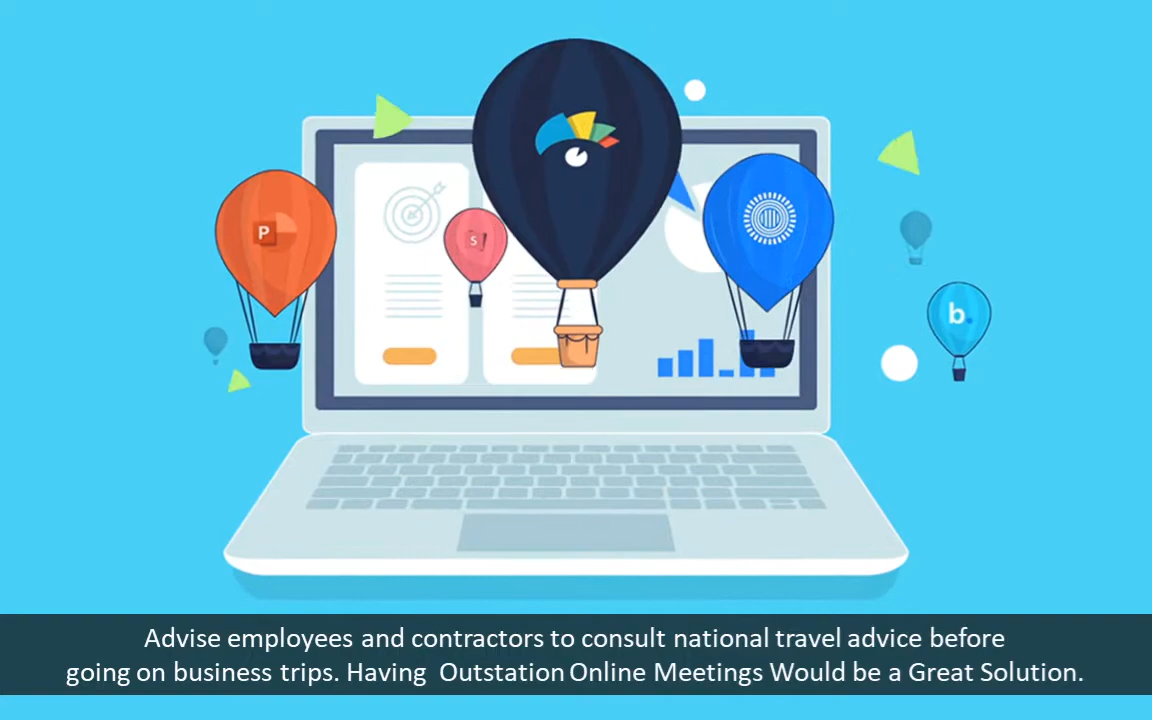 P
S
b.
Advise employees and contractors to consult national travel advice before
going on business trips. Having Outstation Online Meetings Would be a Great Solution.